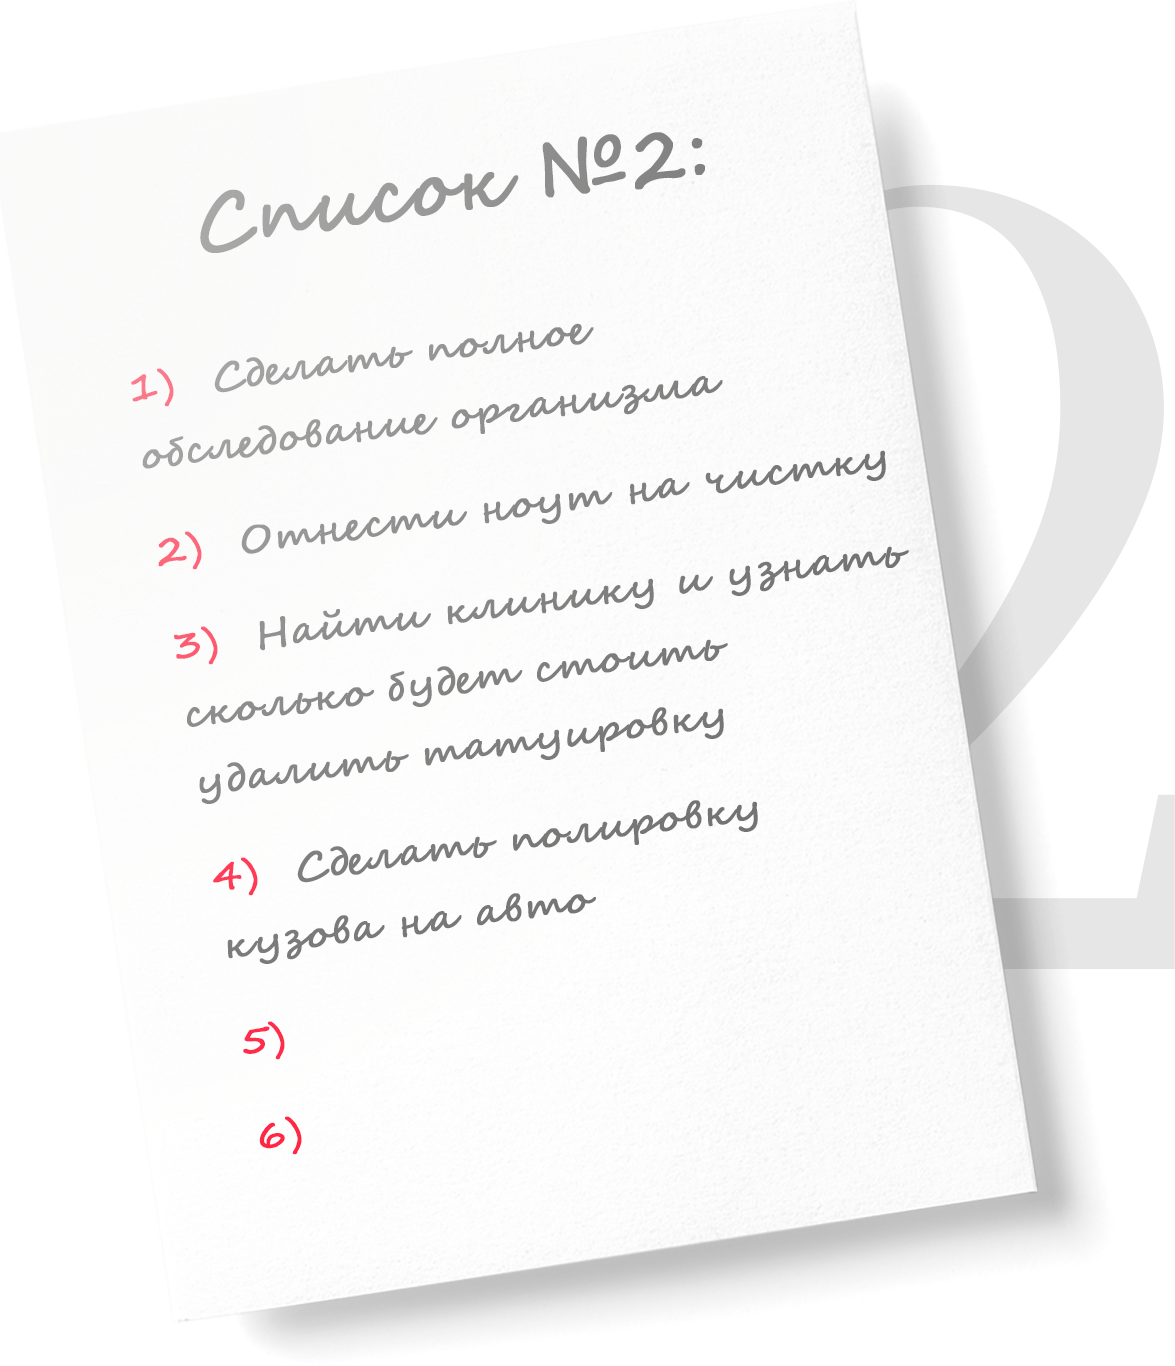 Список №2:
1) Сделать полное
обследование организма
2) Отнести ноут на чистку
3) Найти клинику и узнать
сколько будет стоить
удалить татуировку
4) Сделать полировку
кузова на авто
5)
6)
2